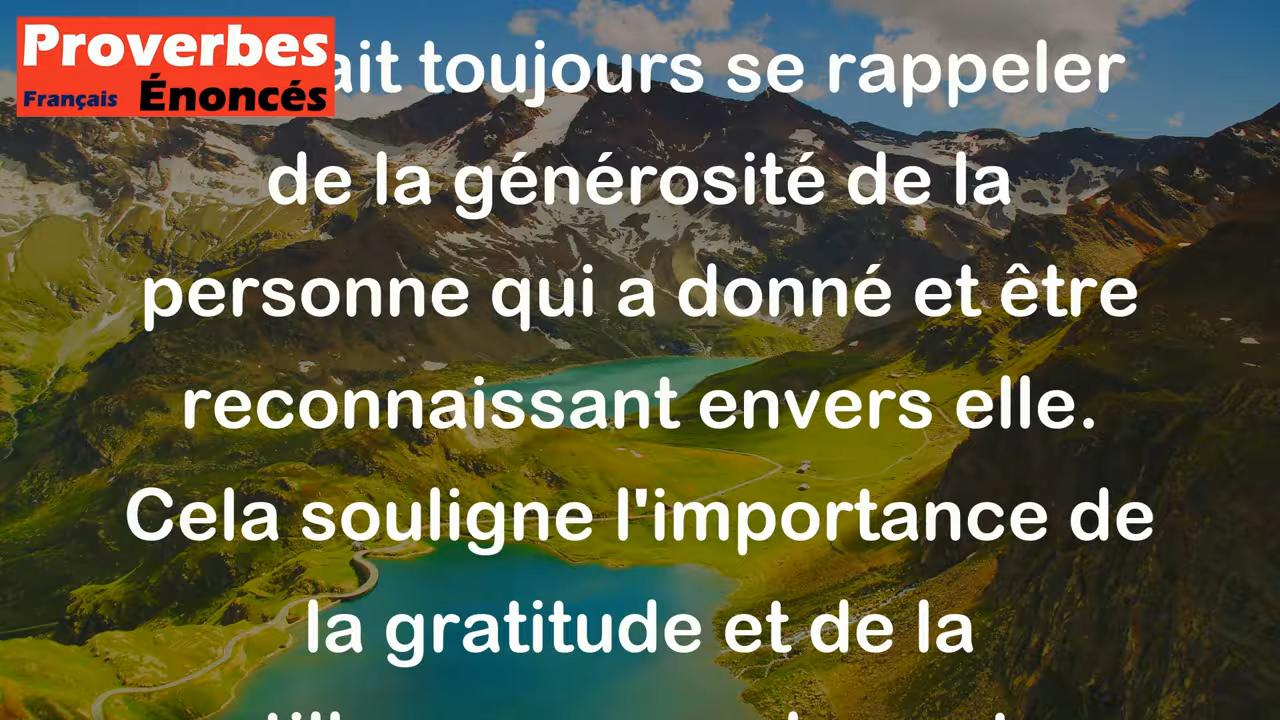 Proverbes
Français Énoncés
toujours se rappeler
de la générosité de la
personne qui a donné et être
reconnaissant envers elle.
Cela souligne l'importance de
la gratitude et de la